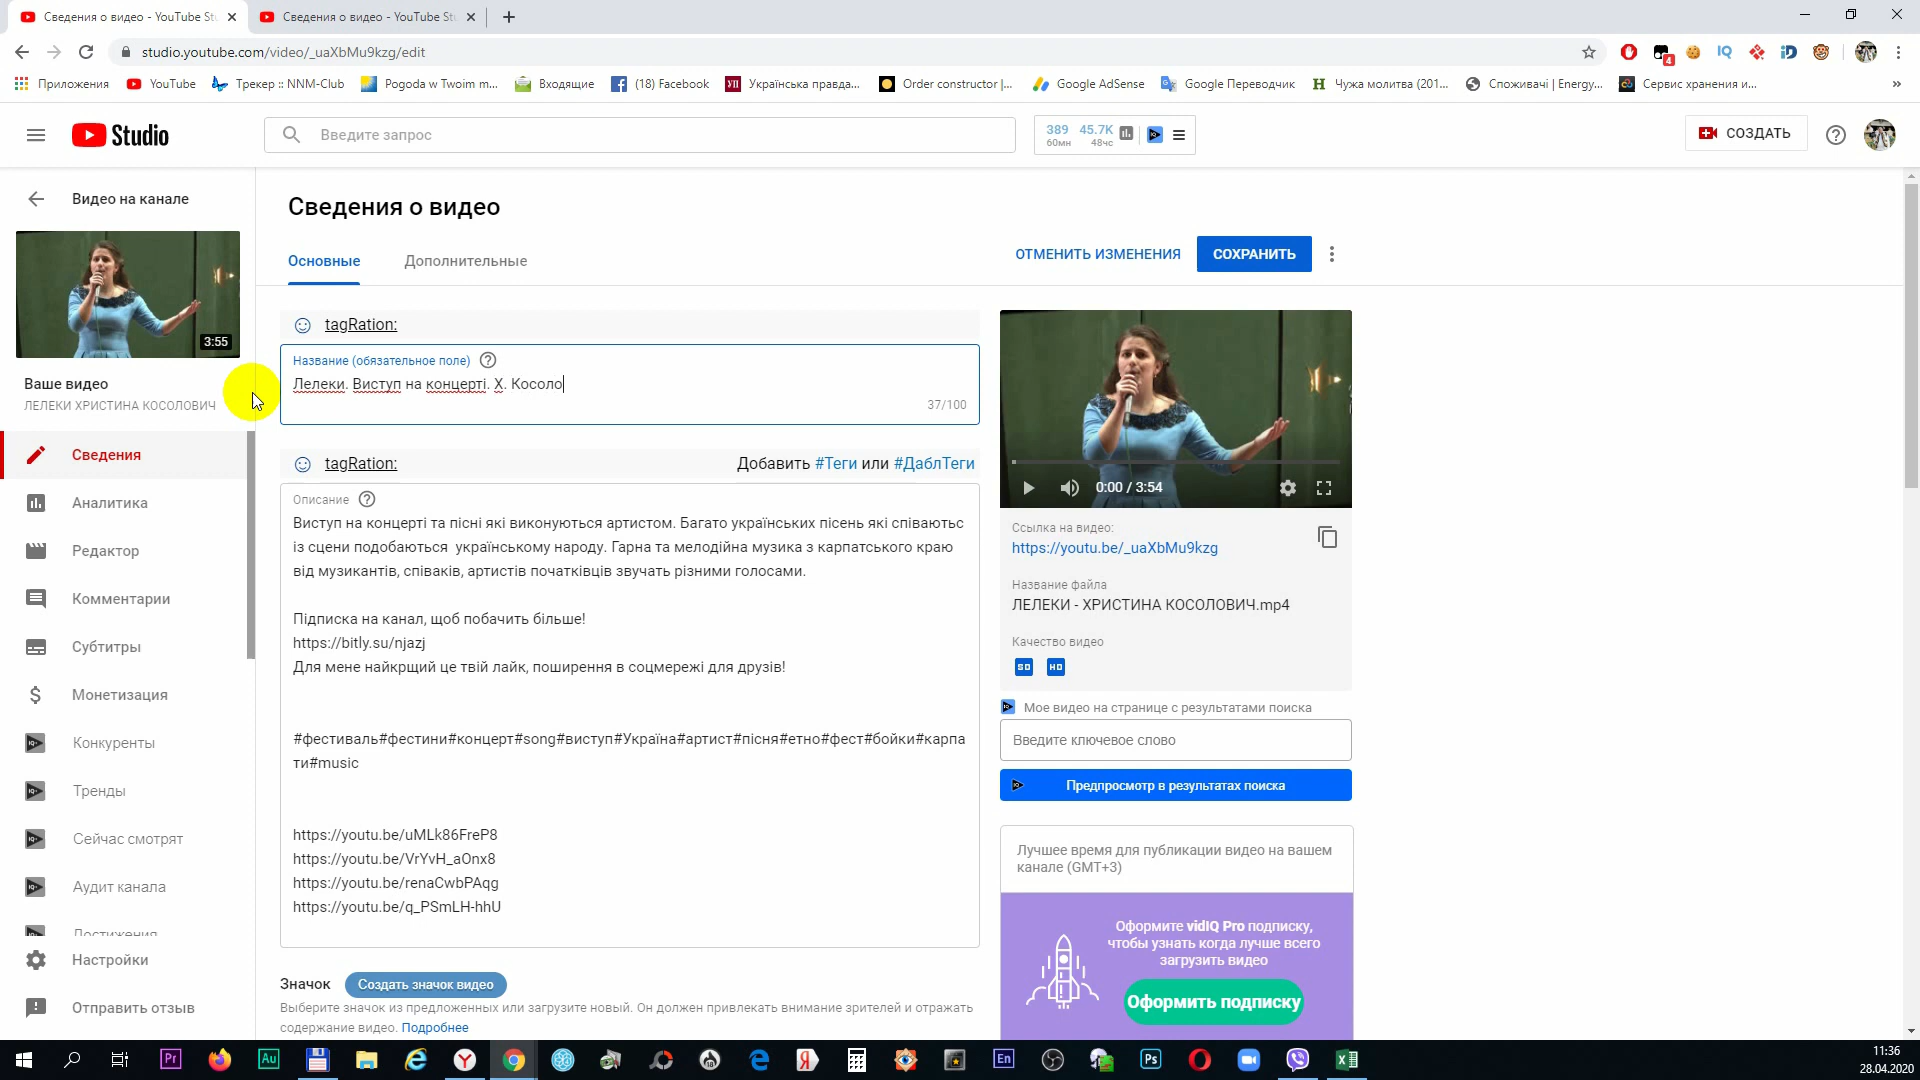 Сведения о видео - YouTube St
Сведения о видео - YouTube St
studio.youtube.com/video/_uaXbMu9kzg/edit
4
IQ
Приложения
YouTube
Трекер :: NNM-Club
Pogoda w Twoim m...
Входящие
(18) Facebook
УП
Українська правда...
Order constructor |...
Google AdSense
Google Переводчик
H
Чужа молитва (201...
Споживачі | Energy...
Сервис хранения и...
»
Studio
Введите запрос
389
60мн
45.7K
48чс
СОЗДАТЬ
Видео на канале
3:55
Ваше видео
ЛЕЛЕКИ ХРИСТИНА КОСОЛОВИЧ
Сведения
Аналитика
Редактор
Комментарии
Субтитры
Монетизация
Конкуренты
Тренды
Сейчас смотрят
Аудит канала
Достижения
Настройки
Отправить отзыв
Сведения о видео
Основные
Дополнительные
ОТМЕНИТЬ ИЗМЕНЕНИЯ
СОХРАНИТЬ
tagRation:
Название (обязательное поле)
Лелеки. Виступ на концерті. Х. Косоло
37/100
tagRation:
Добавить #Теги или #ДаблТеги
Описание
Виступ на концерті та пісні які виконуються артистом. Багато українських пісень які співаютьс
із сцени подобаються українському народу. Гарна та мелодійна музика з карпатського краю
від музикантів, співаків, артистів початківців звучать різними голосами.
Підписка на канал, щоб побачить більше!
https://bitly.su/njazj
Для мене найкрщий це твій лайк, поширення в соцмережі для друзів!
#фестиваль#фестини#концерт#song#виступ#Україна#артист#пісня#етно#фест#бойки#карпа
ти#music
https://youtu.be/uMLk86FreP8
https://youtu.be/VrYvH_aOnx8
https://youtu.be/renaCwbPAqg
https://youtu.be/q_PSmLH-hhU
Значок
Создать значок видео
Выберите значок из предложенных или загрузите новый. Он должен привлекать внимание зрителей и отражать
содержание видео. Подробнее
0:00 / 3:54
Ссылка на видео:
https://youtu.be/_uaXbMu9kzg
Название файла
ЛЕЛЕКИ - ХРИСТИНА КОСОЛОВИЧ.mp4
Качество видео
SD
HD
Мое видео на странице с результатами поиска
Введите ключевое слово
Предпросмотр в результатах поиска
Лучшее время для публикации видео на вашем
канале (GMT+3)
Оформите vidIQ Pro подписку,
чтобы узнать когда лучше всего
загрузить видео
Оформить подписку
Pr
Au
En
Ps
11:36
28.04.2020